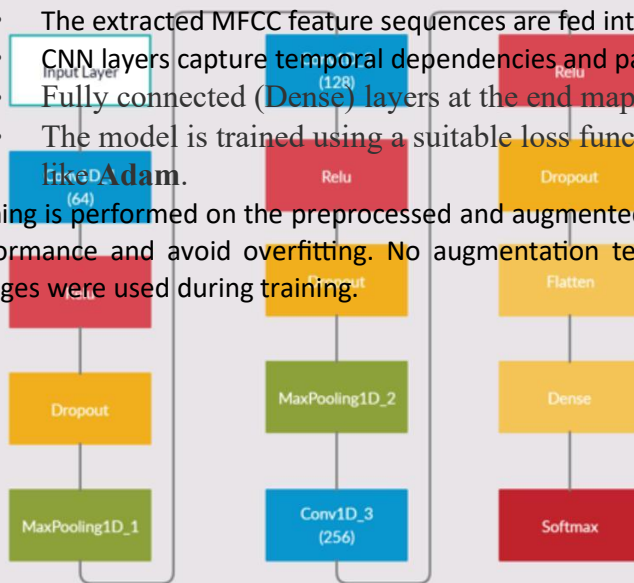 • The extracted MFCC feature sequences are fed int
• CNN layers capture temporal dependencies and pa
• Fully connected (Dense) layers at the end map
• The model is trained using a suitable loss func
like Adam.
ning is performed on the preprocessed and augmented
ormance and avoid overfitting. No augmentation te
ges were used during training.
Input Layer
(64)
Dropout
MaxPooling1D_1
(128)
Relu
Dropout
MaxPooling1D_2
Conv1D_3
(256)
Relu
Dropout
Flatten
Dense
Softmax